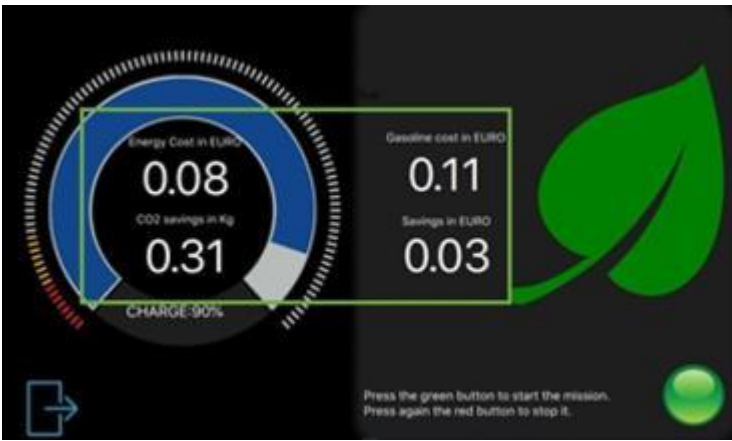 Energy Cost in EURO
0.08
CO2 savings in Kg
0.31
CHARGE:90%
Gasoline cost in EURO
0.11
Savings in EURO
0.03
Press the green button to start the mission.
Press again the red button to stop it.